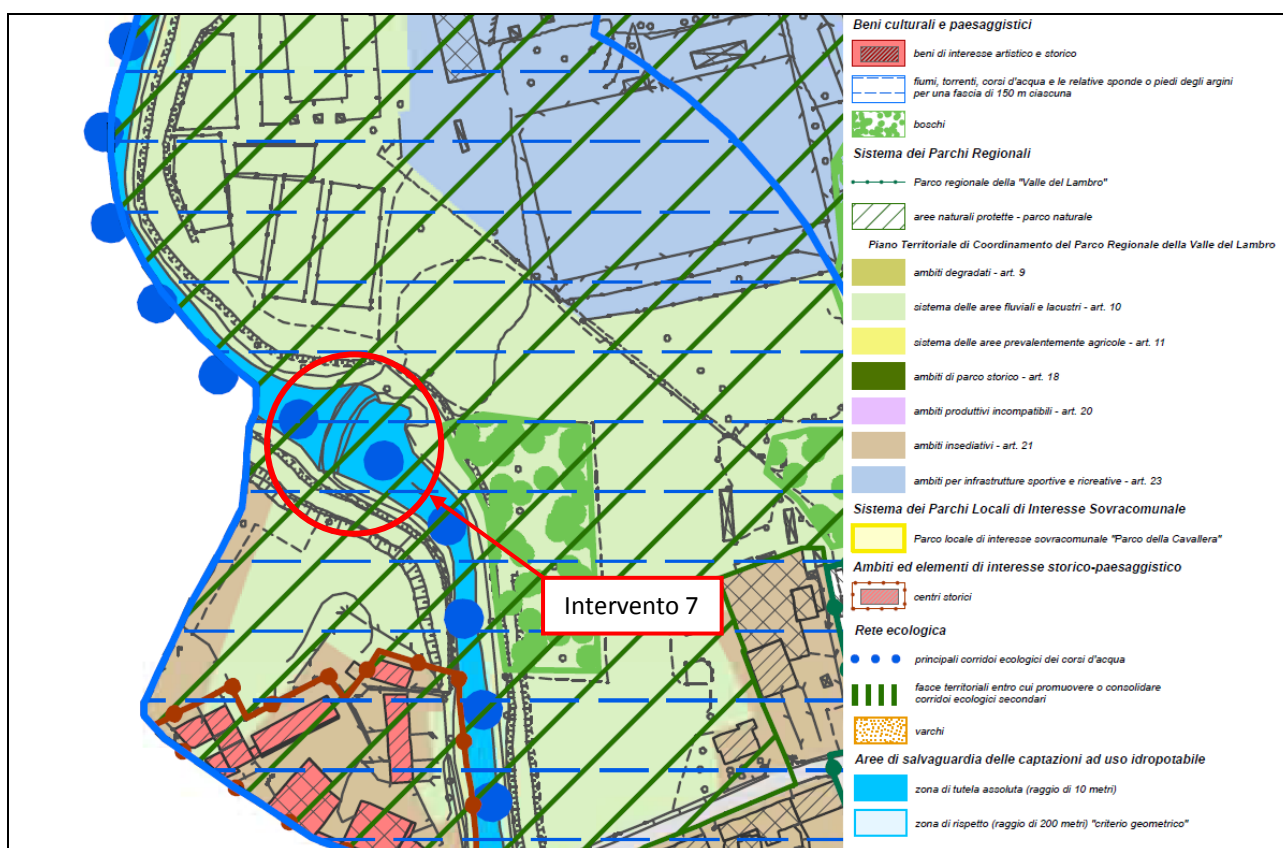 Beni culturali e paesaggistici
beni di interesse artistico e storico
fiumi, torrenti, corsi d'acqua e le relative sponde o piedi degli argini
per una fascia di 150 m ciascuna
boschi
Sistema dei Parchi Regionali
Parco regionale della "Valle del Lambro"
aree naturali protette - parco naturale
Piano Territoriale di Coordinamento del Parco Regionale della Valle del Lambro
ambiti degradati - art. 9
sistema delle aree fluviali e lacustri - art. 10
sistema delle aree prevalentemente agricole - art. 11
ambiti di parco storico - art. 18
ambiti produttivi incompatibili - art. 20
ambiti insediativi - art. 21
ambiti per infrastrutture sportive e ricreative - art. 23
Sistema dei Parchi Locali di Interesse Sovracomunale
Parco locale di interesse sovracomunale "Parco della Cavallera"
Ambiti ed elementi di interesse storico-paesaggistico
centri storici
Rete ecologica
principali corridoi ecologici dei corsi d'acqua
fasce territoriali entro cui promuovere o consolidare
corridoi ecologici secondari
varchi
Aree di salvaguardia delle captazioni ad uso idropotabile
zona di tutela assoluta (raggio di 10 metri)
zona di rispetto (raggio di 200 metri) "criterio geometrico"
Intervento 7